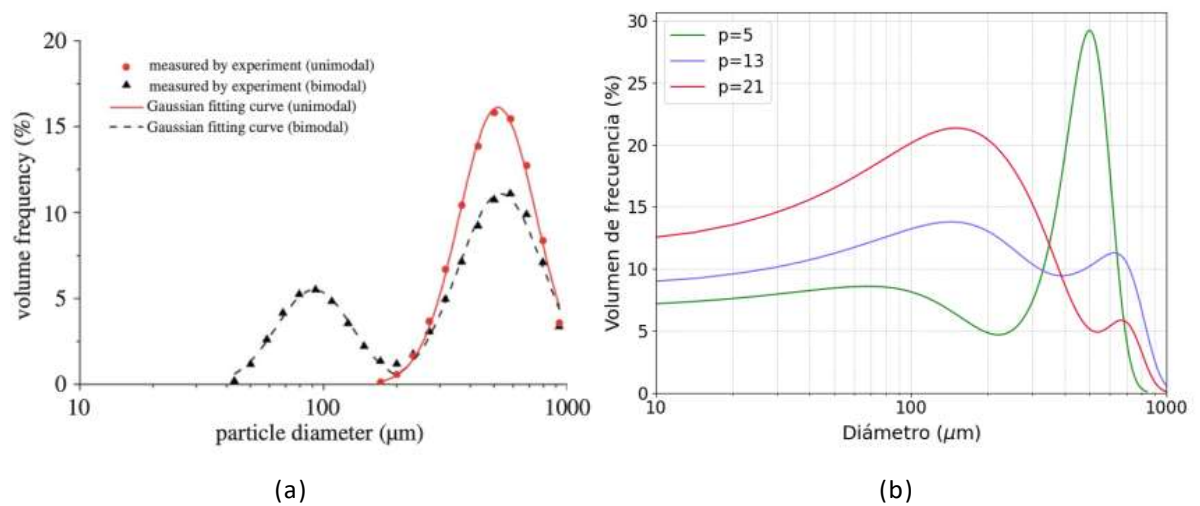 20
15
10
5
0
10
100
1000
volume frequency (%)
particle diameter (μm)
measured by experiment (unimodal)
measured by experiment (bimodal)
Gaussian fitting curve (unimodal)
Gaussian fitting curve (bimodal)
(a)
30
25
20
15
10
5
0
10
100
1000
Volumen de frecuencia (%)
Diámetro (μm)
p=5
p=13
p=21
(b)